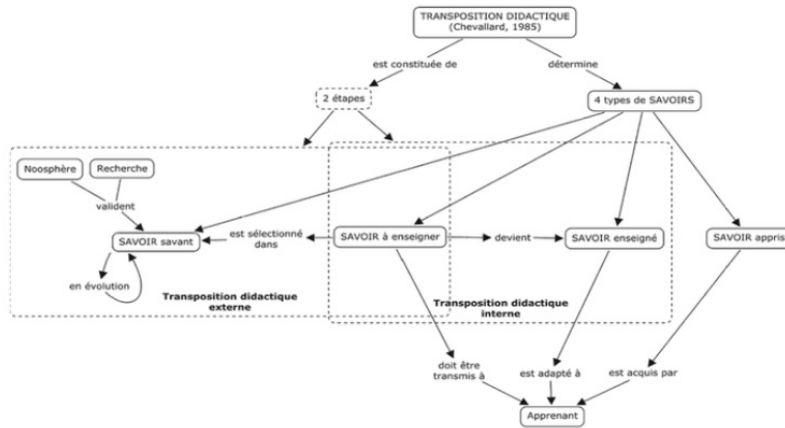 TRANSPOSITION DIDACTIQUE
(Chevallard, 1985)
est constituée de
détermine
2 étapes
4 types de SAVOIRS
Noosphère
Recherche
valident
SAVOIR savant
est sélectionné
dans
SAVOIR à enseigner
devient
SAVOIR enseigné
SAVOIR appris
en évolution
Transposition didactique
externe
Transposition didactique
interne
doit être
transmis à
est adapté à
est acquis par
Apprenant